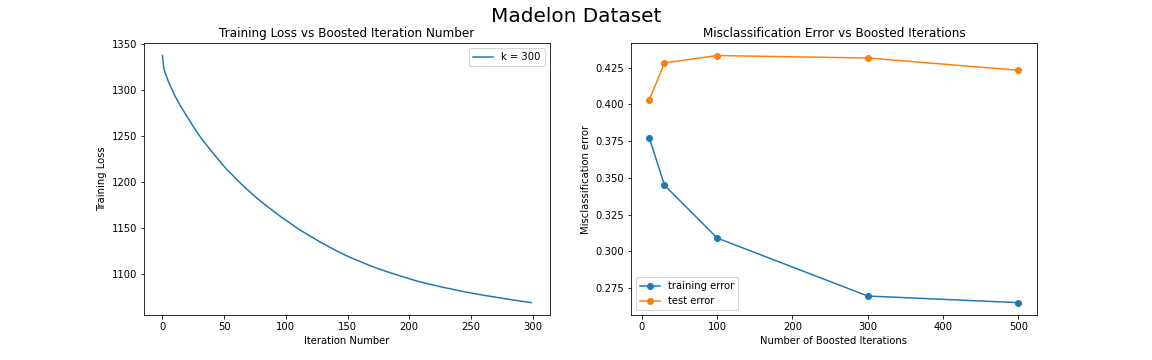 Madelon Dataset
Training Loss vs Boosted Iteration Number
1350
1300
1250
1200
1150
1100
Training Loss
k = 300
0 50 100 150 200 250 300
Iteration Number
Misclassification Error vs Boosted Iterations
0.425
0.400
0.375
0.350
0.325
0.300
0.275
Misclassification error
training error
test error
0 100 200 300 400 500
Number of Boosted Iterations